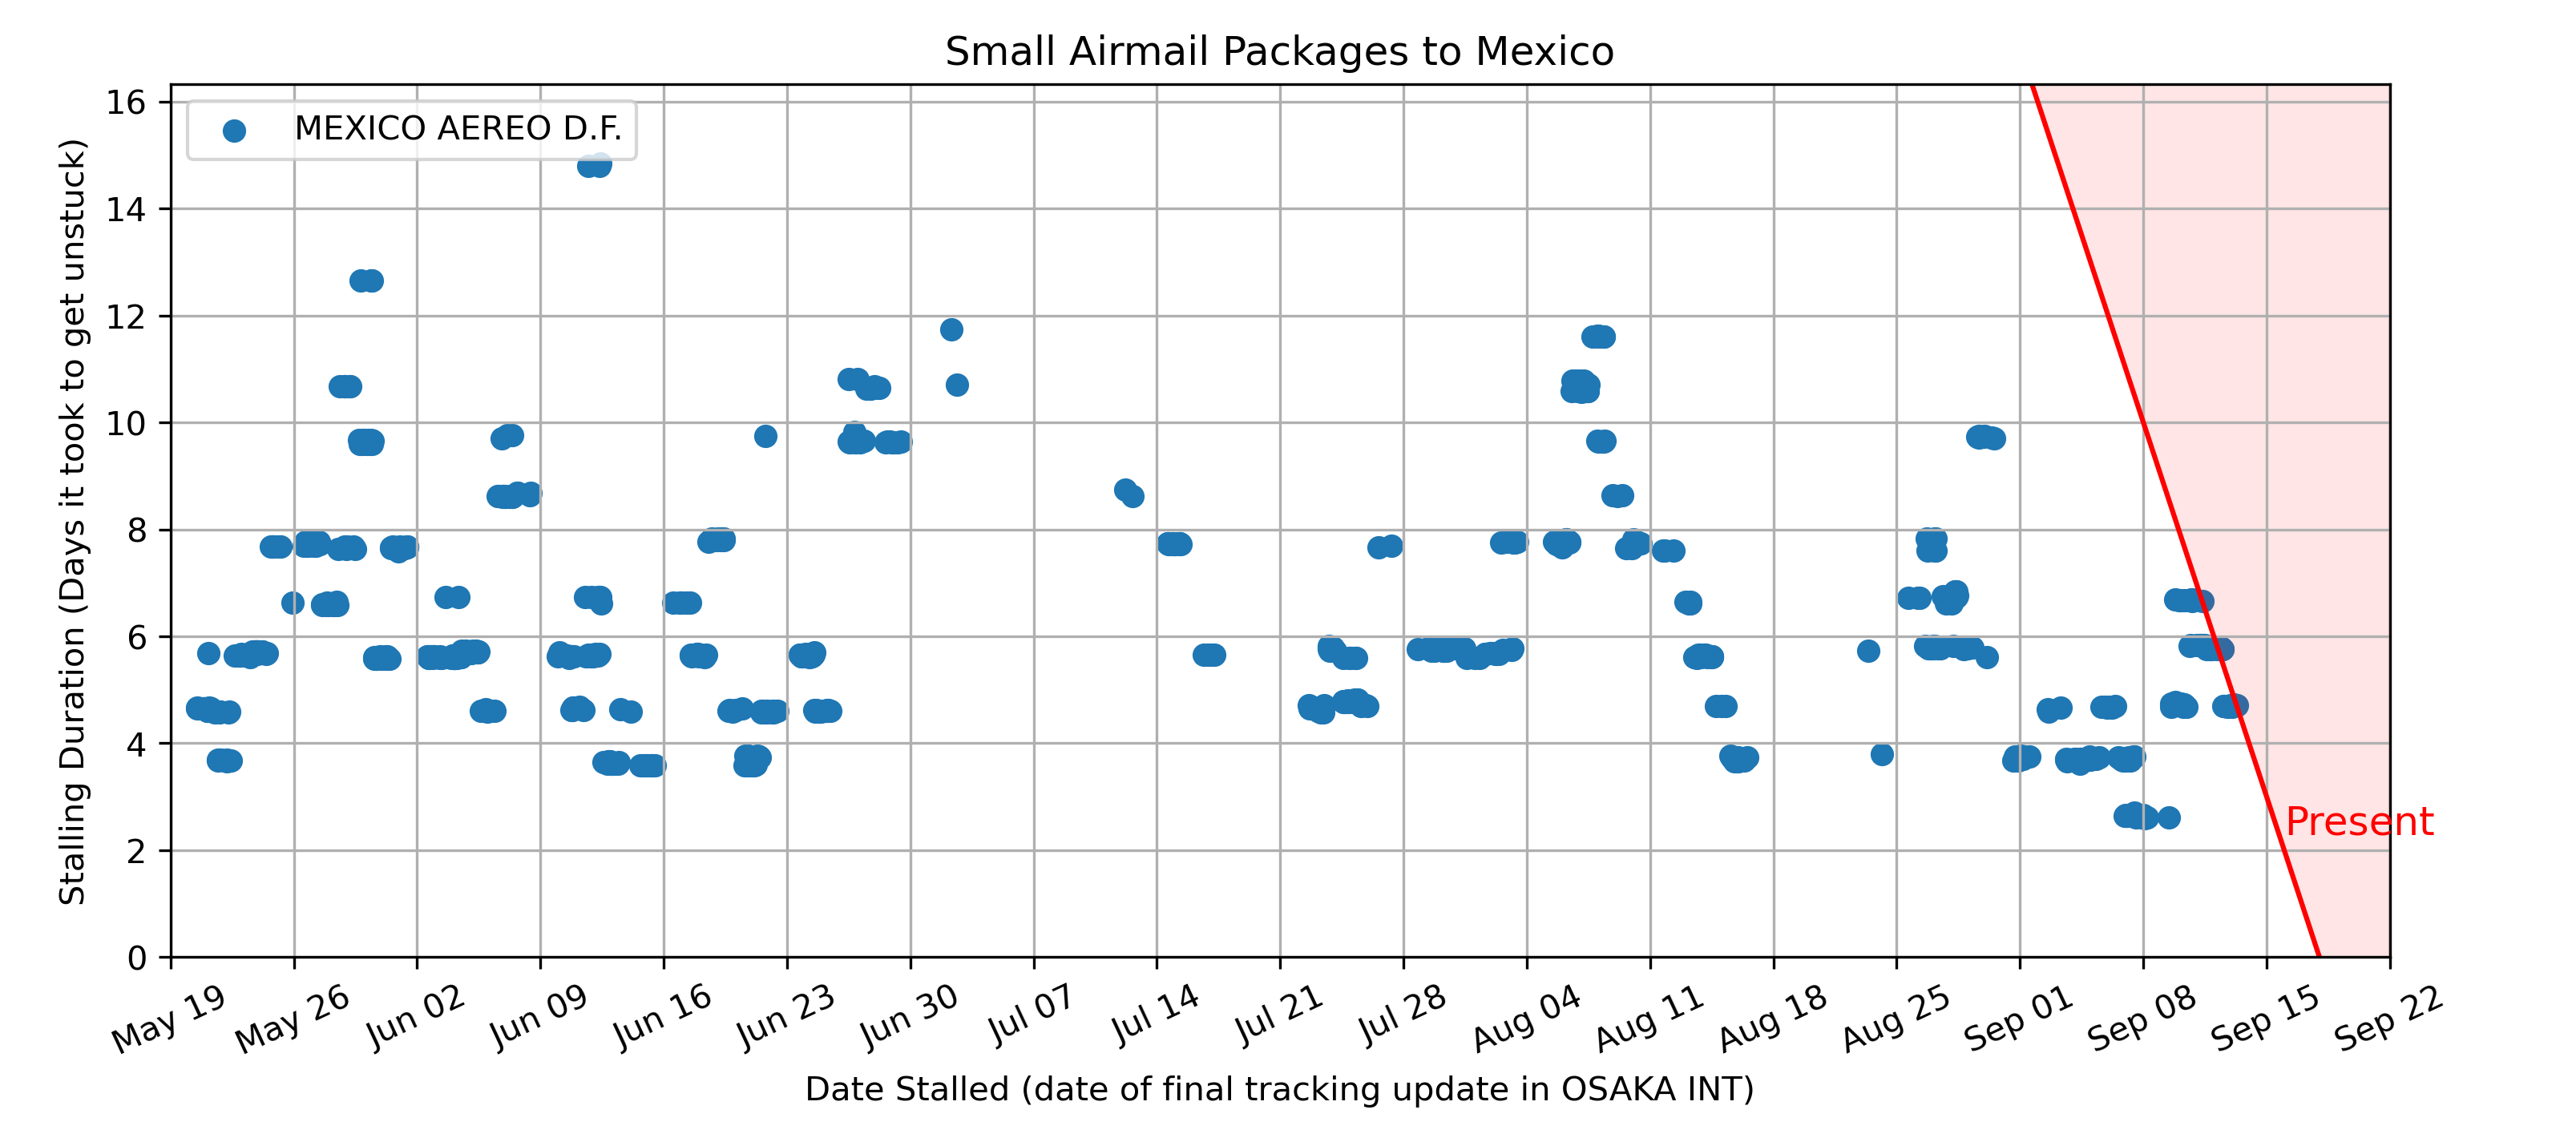 Small Airmail Packages to Mexico
MEXICO AEREO D.F.
Stalling Duration (Days it took to get unstuck)
16
14
12
10
8
6
4
2
0
Present
May 19 May 26 Jun 02 Jun 09 Jun 16 Jun 23 Jun 30 Jul 07 Jul 14 Jul 21 Jul 28 Aug 04 Aug 11 Aug 18 Aug 25 Sep 01 Sep 08 Sep 15 Sep 22
Date Stalled (date of final tracking update in OSAKA INT)